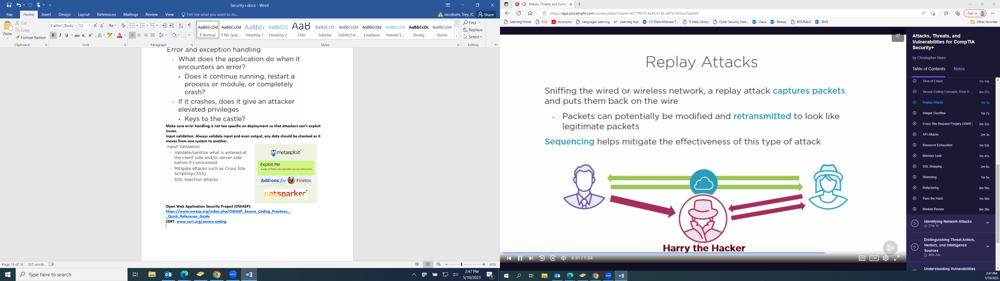 Security+.docx - Word
File Home Insert Design Layout References Mailings Review View Tell me what you want to do...
Jacobsen, Trey /C Share
Paste
Cut
Copy
Format Painter
Clipboard
Calibri (Body) 12
Font
Paragraph
AaBbCcDd AaBbCcDd AaBbCc AaBbCcD AaB AaBbCcD AaBbCcDd AaBbCcDd AaBbCcDd AaBbCcDc AaBbCcDd
¶ Normal ¶ No Spac... Heading 1 Heading 2 Title Subtitle Subtle Em... Emphasis Intense E... Strong Quote
Styles
Find
Replace
Select
Editing
Error and exception handling
- What does the application do when it
encounters an error?
• Does it continue running, restart a
process or module, or completely
crash?
- If it crashes, does it give an attacker
elevated privileges
• Keys to the castle?
Make sure error handling is not too specific on deployment so that attackers can't exploit
issues.
Input validation: Always validate input and even output, any data should be checked as it
moves from one system to another.
Input Validation
- Validate/sanitize what is entered at
the client side and/or server side
before it's processed
- Mitigate attacks such as Cross Site
Scripting (XSS)
- SQL Injection attacks
metasploit
Exploit-Me
A suite of Firefox web application security testing tools.
Add-ons for Firefox
netsparker
Open Web Application Security Project (OWASP):
https://www.owasp.org/index.php/OWASP_Secure_Coding_Practices_-
_Quick_Reference_Guide
CERT: www.cert.org/secure-coding
Page 14 of 16 355 words
80%
Type here to search
2:47 PM
5/10/2023
Attacks, Threats, and Vulne
https://app.pluralsight.com/course-player?clipId=d0779610-4ad9-41a6-a87b-683ce33aa0b9
Sign in
Learning Home CLO Acronyms Languages Learning Learning Hub CX West-Midwest T... IT Help Library Cyber Security Vide... Oasis Parsley EMURALD EMG Other favorites
Replay Attacks
Sniffing the wired or wireless network, a replay attack captures packets
and puts them back on the wire
- Packets can potentially be modified and retransmitted to look like
legitimate packets
Sequencing helps mitigate the effectiveness of this type of attack
Harry the Hacker
0:51 / 1:04
CC 2.0x
Attacks, Threats, and
Vulnerabilities for CompTIA
Security+
by Christopher Rees
Table of Contents Notes
Time of Check 1m 14s
Secure Coding Concepts, Error H... 4m 27s
Replay Attacks 1m 3s
Integer Overflow 1m 7s
Cross Site Request Forgery (XSRF) 2m 32s
API Attacks 2m 3s
Resource Exhaustion 1m 52s
Memory Leak 1m 41s
SSL Stripping 2m 6s
Shimming 1m 5s
Refactoring 0m 59s
Pass the Hash 1m 56s
Module Review 0m 29s
5 Identifying Network Attacks
37m 1s
6 Distinguishing Threat Actors,
Vectors, and Intelligence
Sources
40m 24s
Understanding Vulnerabilities
2:47 PM
5/10/2023